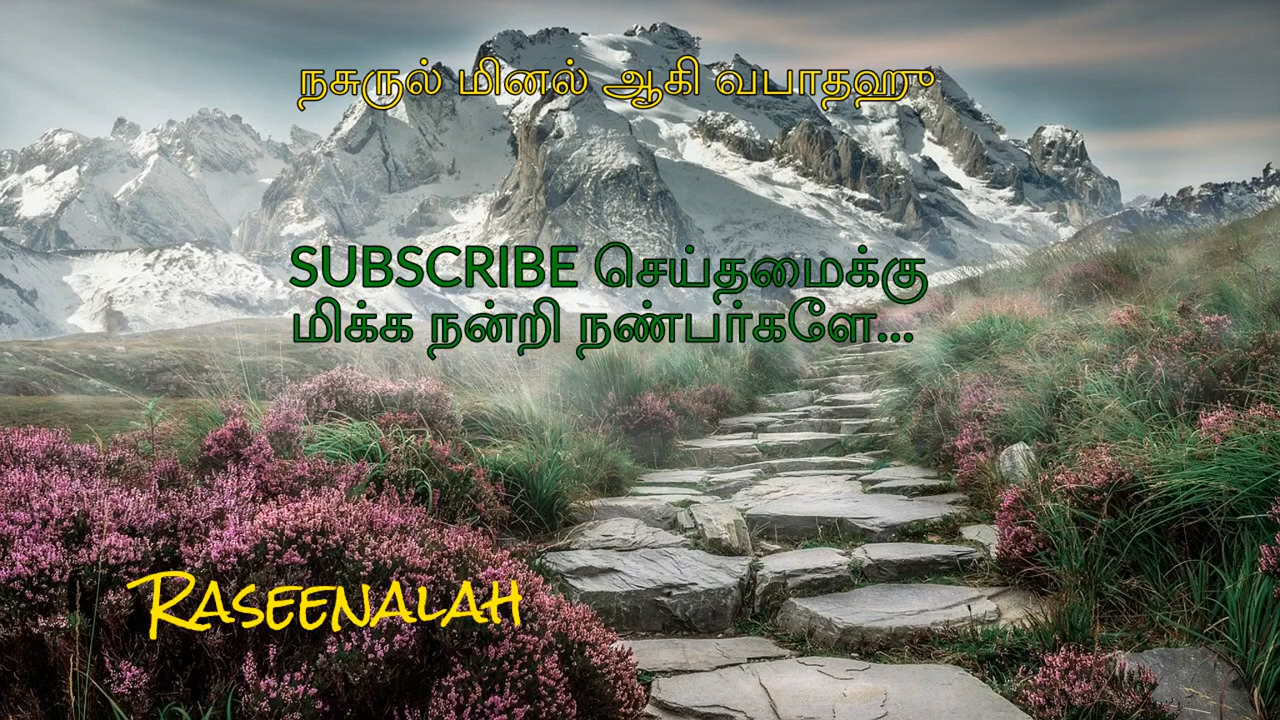 நசுருல் மினல் ஆகி வபாதஹு
SUBSCRIBE செய்தமைக்கு
மிக்க நன்றி நண்பர்களே...
RASEENALAH